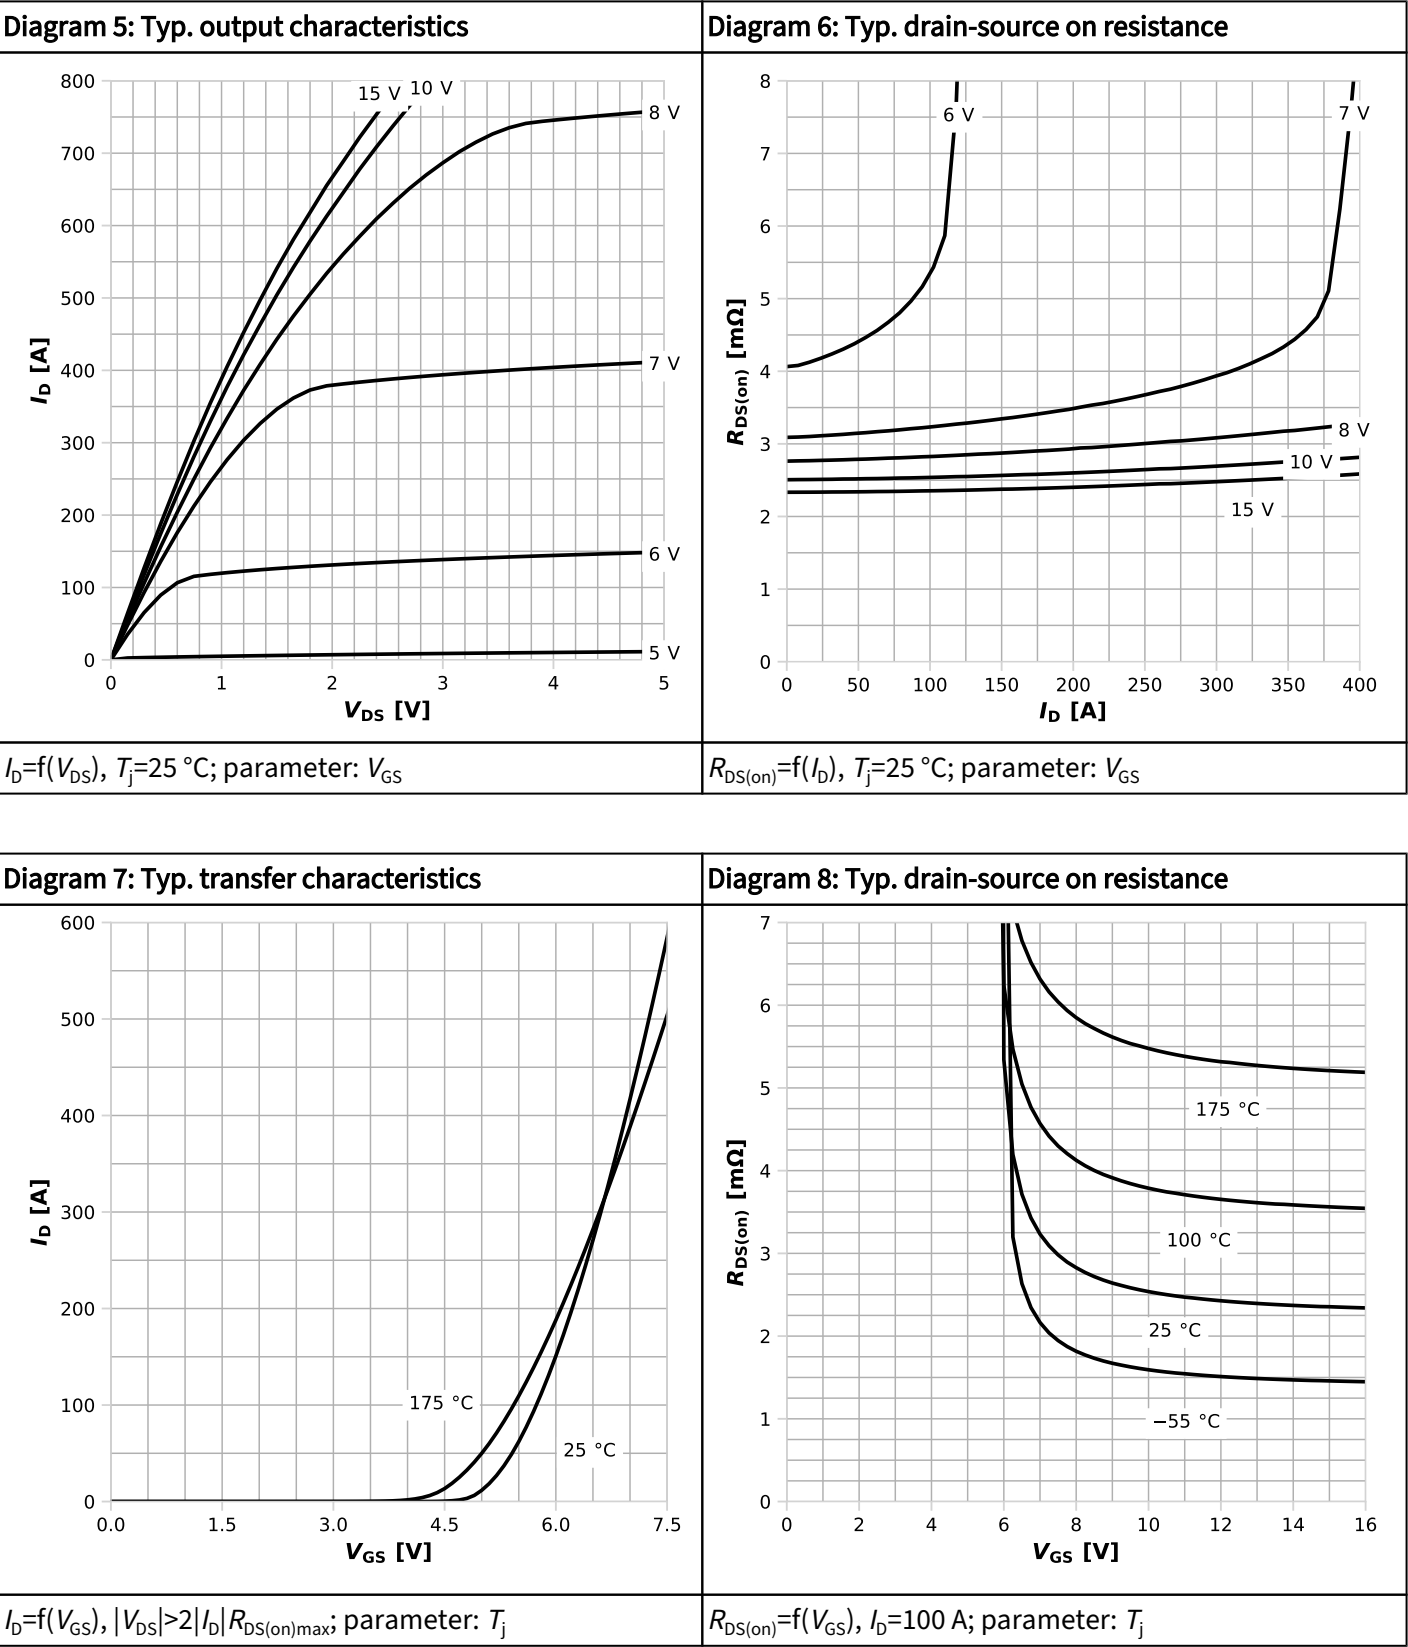 Diagram 5: Typ. output characteristics
800
700
600
500
400
300
200
100
0
0 1 2 3 4 5
15 V 10 V
8 V
7 V
6 V
5 V
I_D [A]
V_DS [V]
I_D=f(V_DS), T_j=25 °C; parameter: V_GS
Diagram 6: Typ. drain-source on resistance
8
7
6
5
4
3
2
1
0
0 50 100 150 200 250 300 350 400
6 V
7 V
8 V
10 V
15 V
R_DS(on) [mΩ]
I_D [A]
R_DS(on)=f(I_D), T_j=25 °C; parameter: V_GS
Diagram 7: Typ. transfer characteristics
600
500
400
300
200
100
0
0.0 1.5 3.0 4.5 6.0 7.5
175 °C
25 °C
I_D [A]
V_GS [V]
I_D=f(V_GS), |V_DS|>2|I_D|R_DS(on)max; parameter: T_j
Diagram 8: Typ. drain-source on resistance
7
6
5
4
3
2
1
0
0 2 4 6 8 10 12 14 16
175 °C
100 °C
25 °C
−55 °C
R_DS(on) [mΩ]
V_GS [V]
R_DS(on)=f(V_GS), I_D=100 A; parameter: T_j